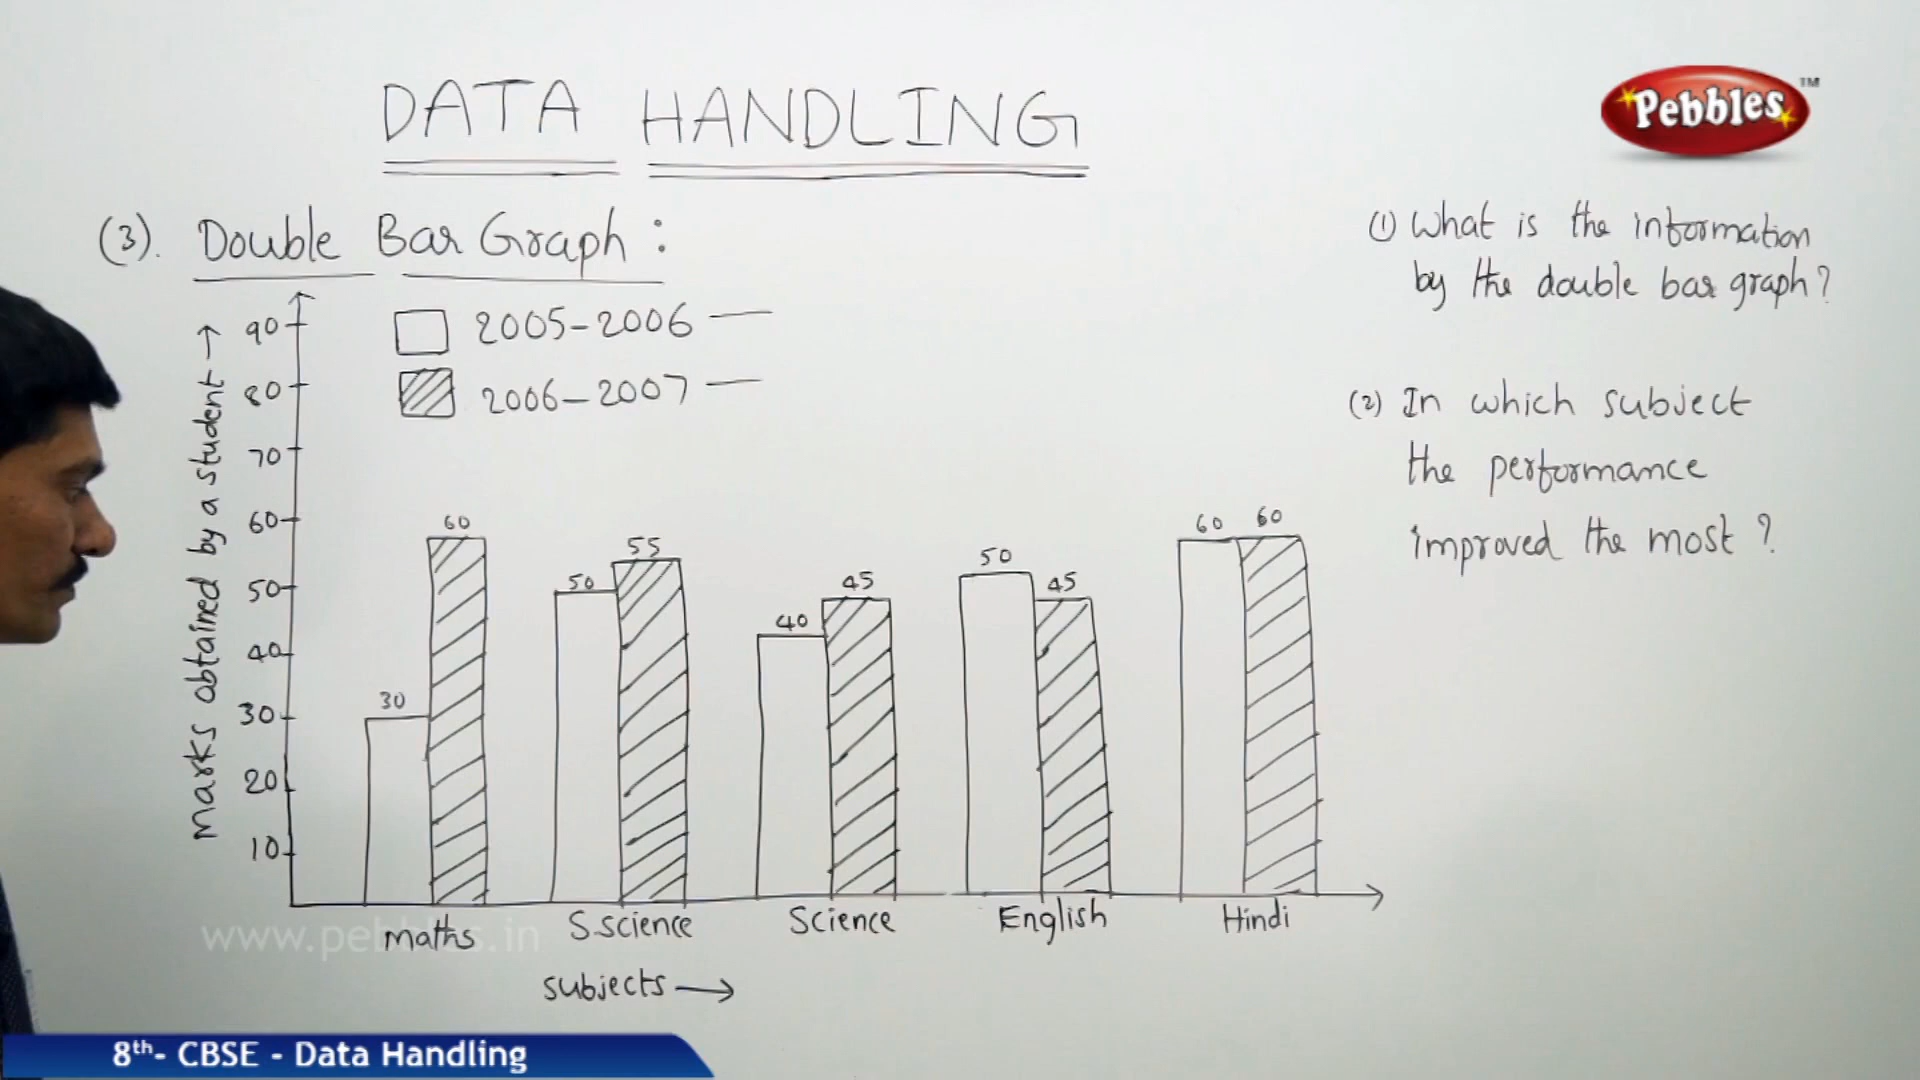 DATA HANDLING
Pebbles™
(3). Double Bar Graph :
2005-2006 —
2006-2007 —
marks obtained by a student →
90
80
70
60
50
40
30
20
10
30
60
50
55
40
45
50
45
60
60
maths
S.science
Science
English
Hindi
subjects →
(1) What is the information
by the double bar graph?
(2) In which subject
the performance
improved the most ?
www.pebbles.in
8th- CBSE - Data Handling